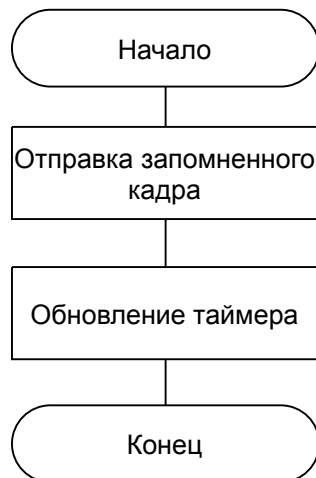 Начало
Отправка запомненного
кадра
Обновление таймера
Конец